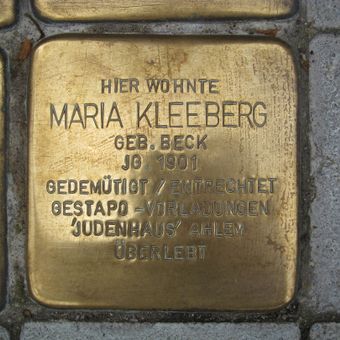 HIER WOHNTE
MARIA KLEEBERG
GEB. BECK
JG. 1901
GEDEMÜTIGT / ENTRECHTET
GESTAPO-VORLADUNGEN
'JUDENHAUS' AHLEM
ÜBERLEBT